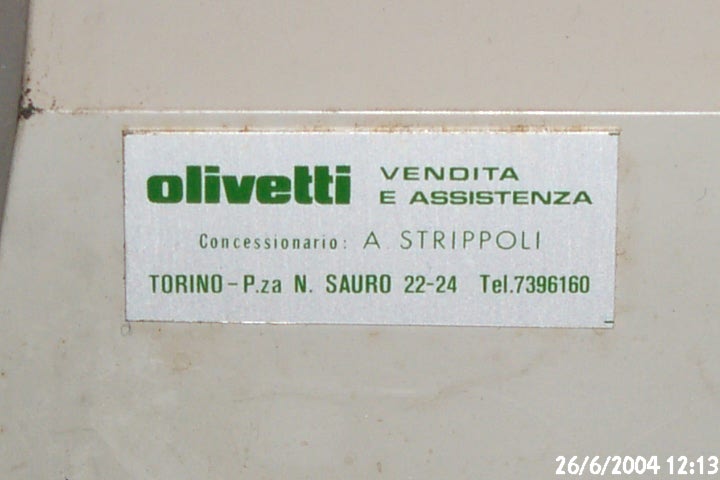 olivetti VENDITA
E ASSISTENZA
Concessionario: A. STRIPPOLI
TORINO-P.za N. SAURO 22-24 Tel.7396160
26/6/2004 12:13